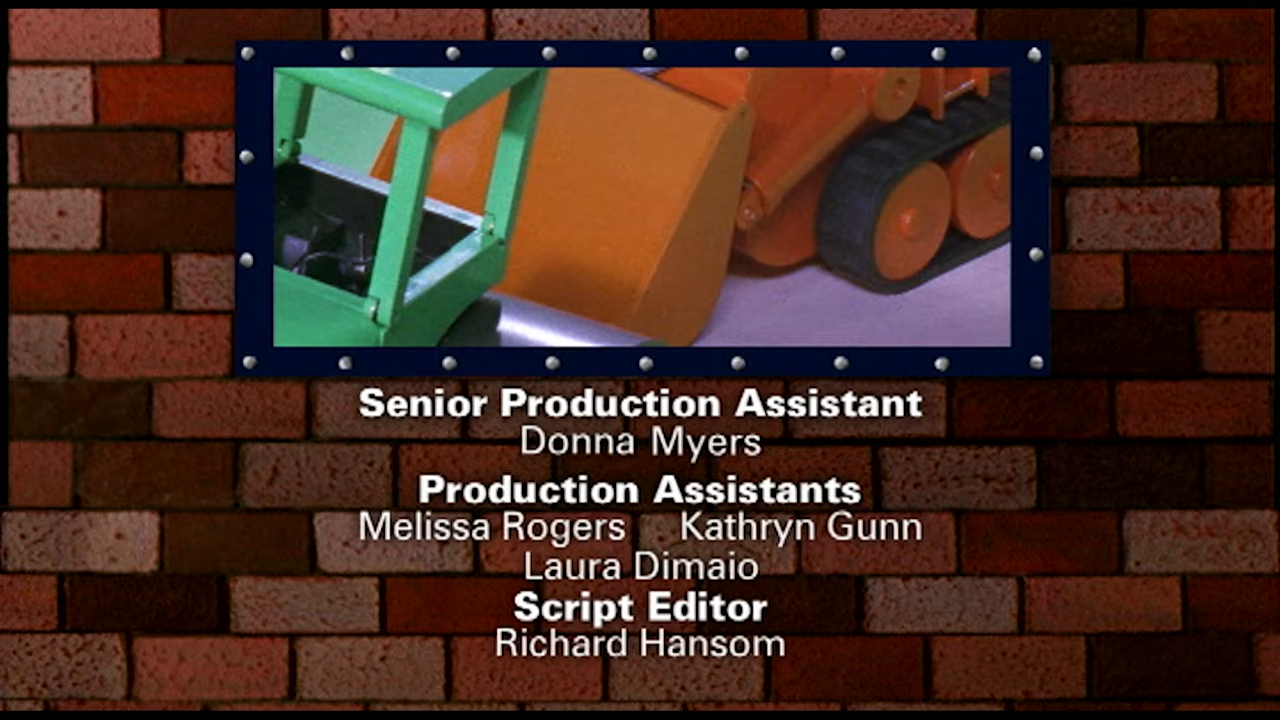 Senior Production Assistant
Donna Myers
Production Assistants
Melissa Rogers Kathryn Gunn
Laura Dimaio
Script Editor
Richard Hansom